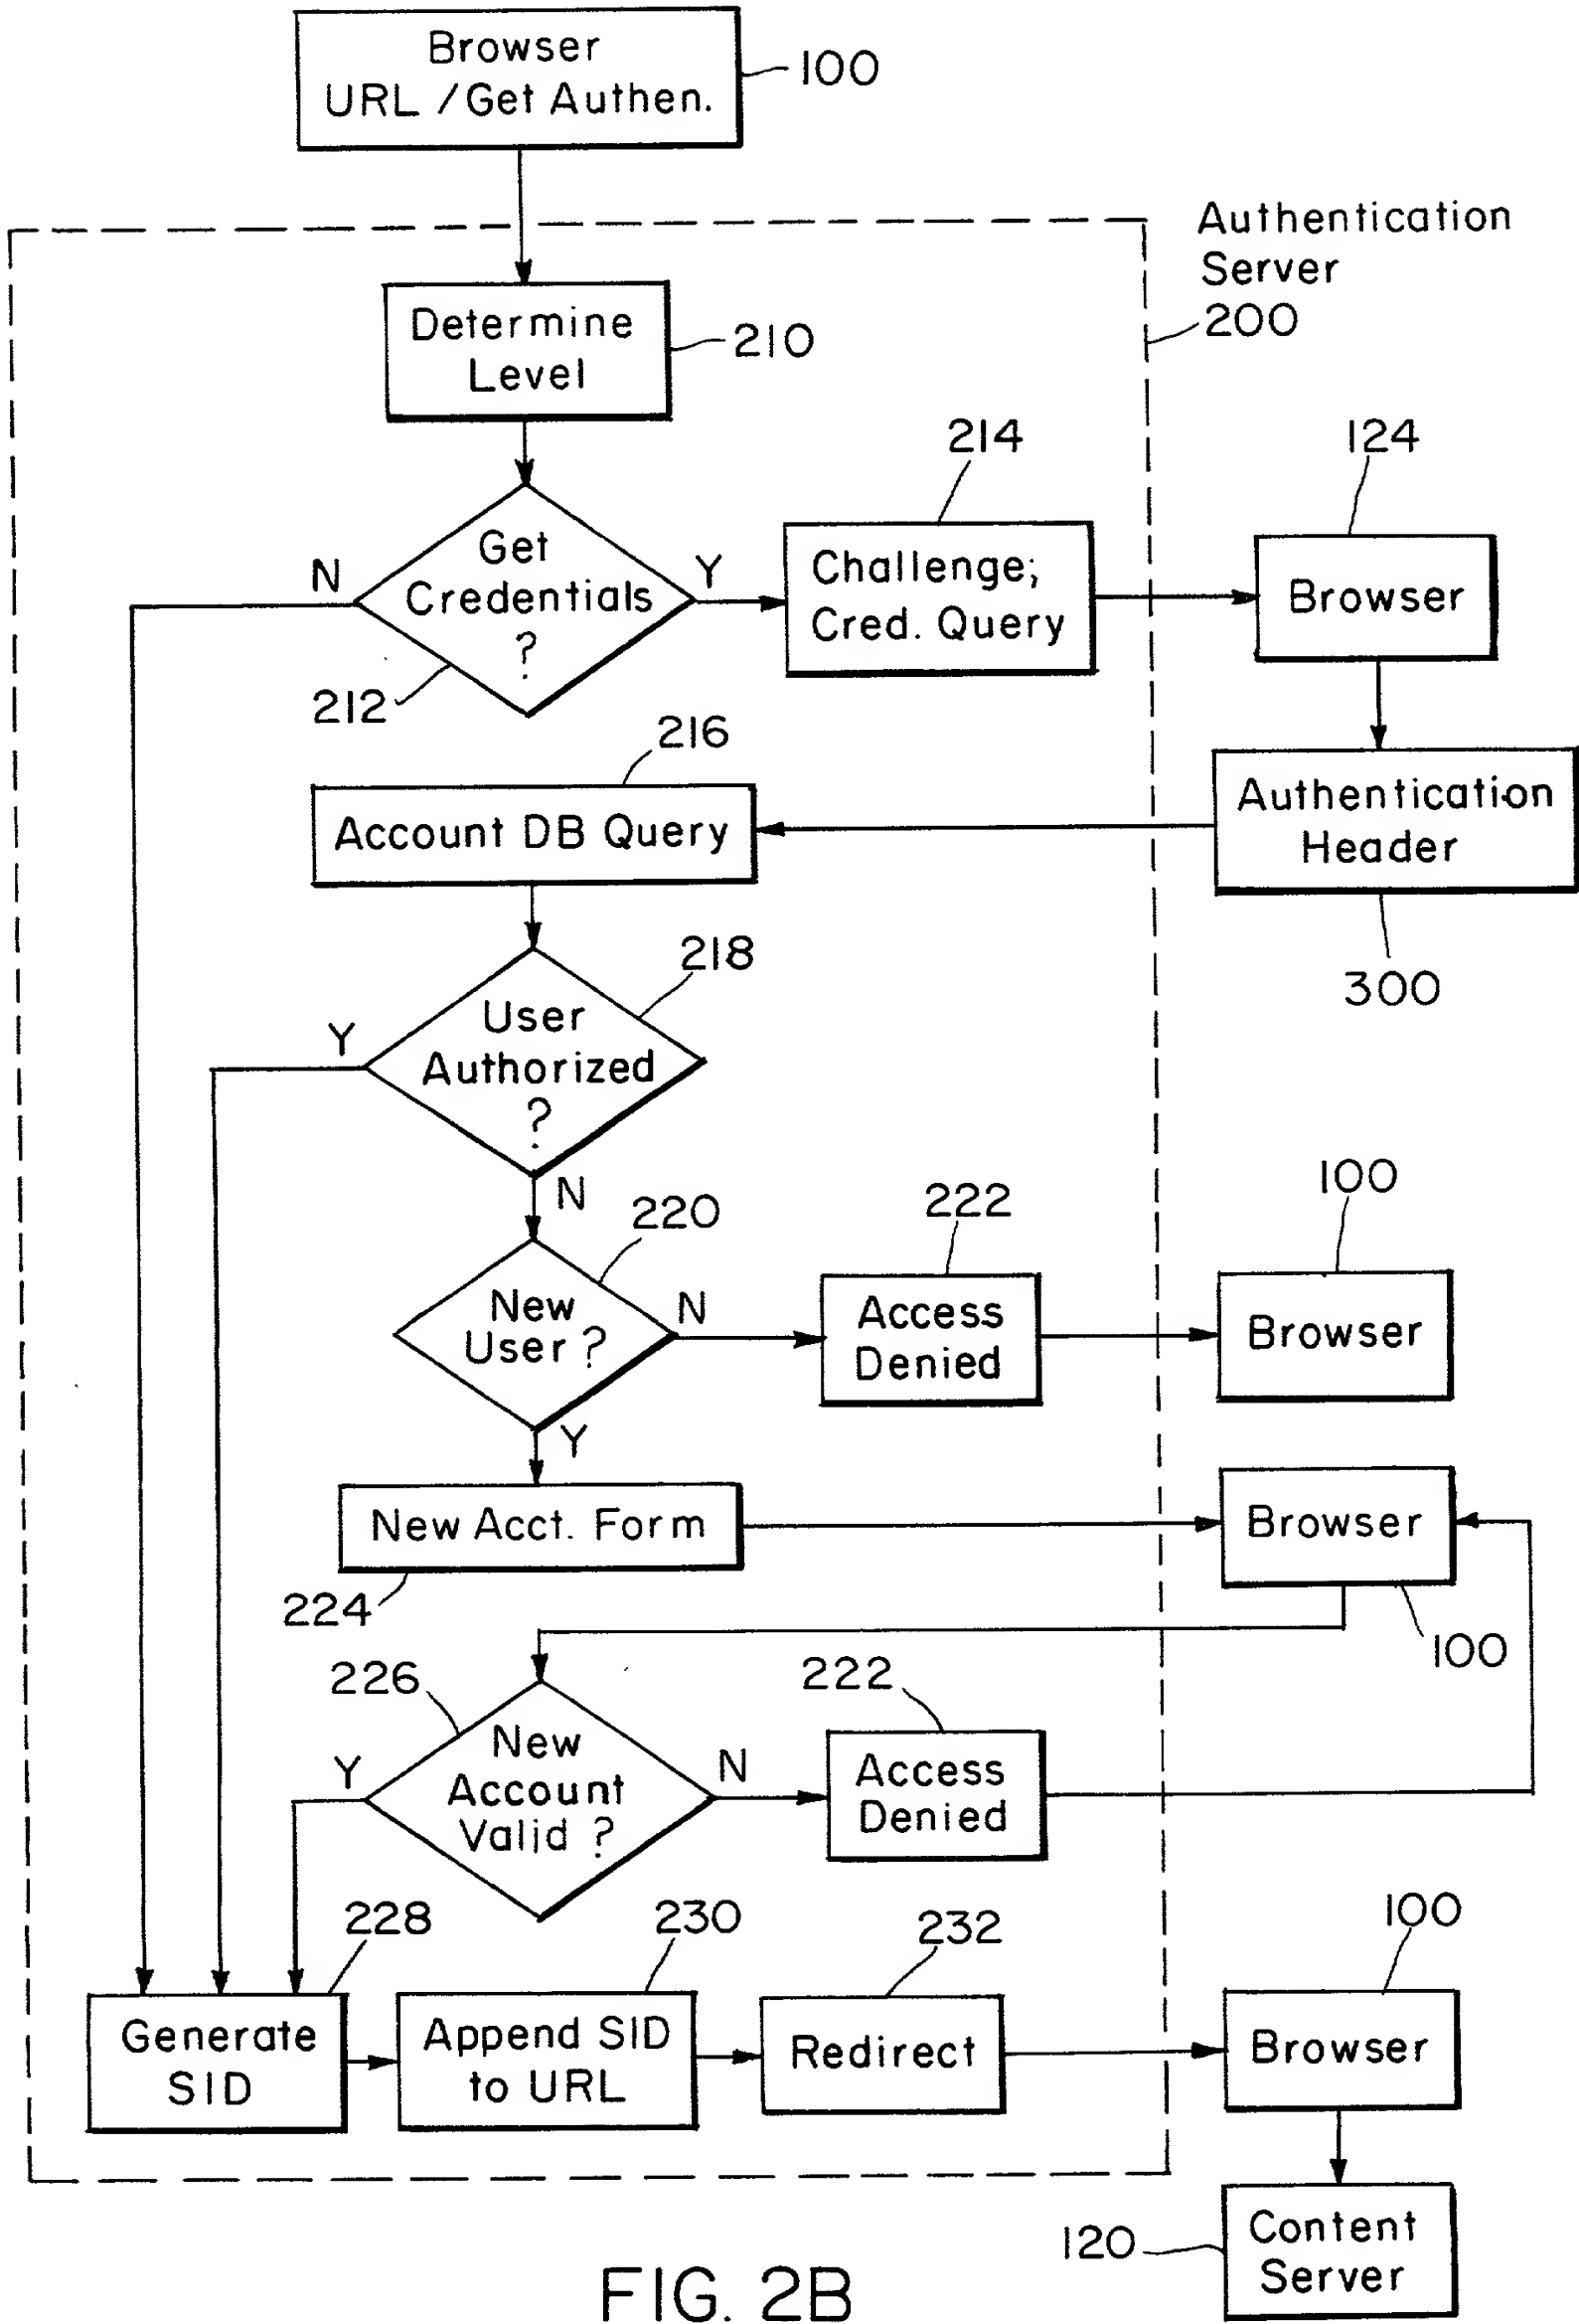 Browser
URL / Get Authen.
100
Authentication
Server
200
Determine
Level
210
Get
Credentials
?
N
Y
212
214
Challenge;
Cred. Query
124
Browser
216
Account DB Query
Authentication
Header
300
218
User
Authorized
?
Y
N
220
New
User ?
N
Y
222
Access
Denied
100
Browser
New Acct. Form
224
Browser
100
226
New
Account
Valid ?
Y
N
222
Access
Denied
228
Generate
SID
230
Append SID
to URL
232
Redirect
100
Browser
120
Content
Server
FIG. 2B